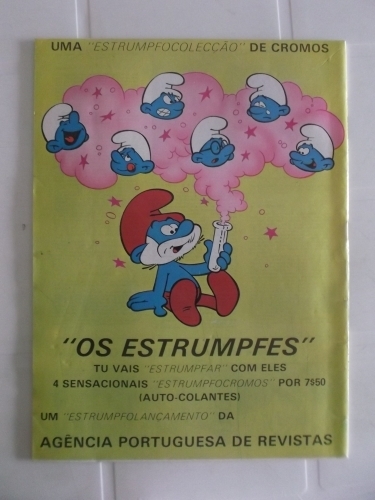 UMA "ESTRUMPFOCOLECÇÃO" DE CROMOS
"OS ESTRUMPFES"
TU VAIS "ESTRUMPFAR" COM ELES
4 SENSACIONAIS "ESTRUMPFOCROMOS" POR 7$50
(AUTO-COLANTES)
UM "ESTRUMPFOLANÇAMENTO" DA
AGÊNCIA PORTUGUESA DE REVISTAS